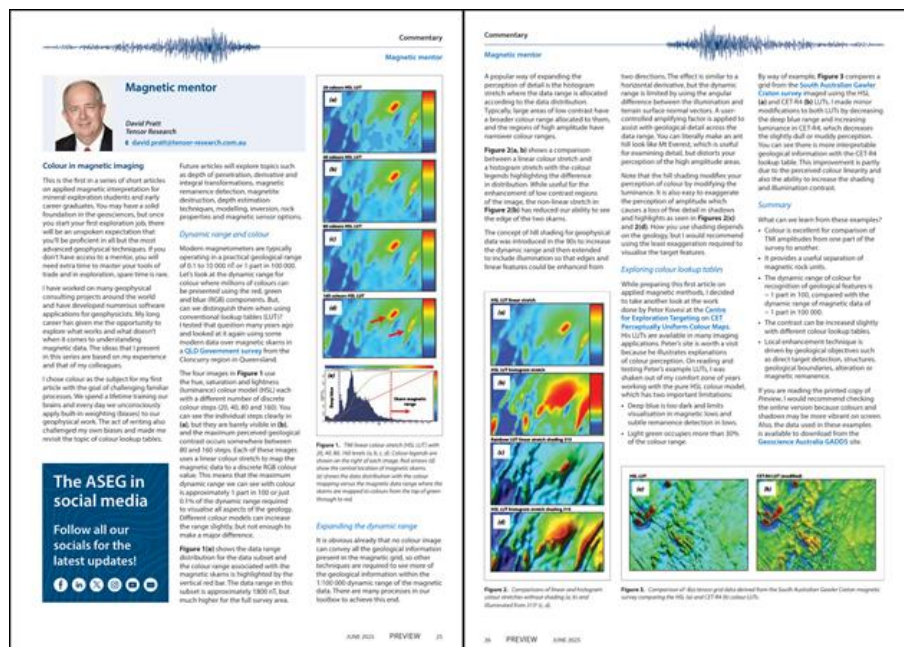 Commentary
Magnetic mentor
Magnetic mentor
David Pratt
Tensor Research
E david.pratt@tensor-research.com.au
Colour in magnetic imaging
This is the first in a series of short articles
on applied magnetic interpretation for
mineral exploration students and early
career graduates. You may have a solid
foundation in the geosciences, but once
you start your first exploration job, there
will be an unspoken expectation that
you'll be proficient in all but the most
advanced geophysical techniques. If you
don't have access to a mentor, you will
need extra time to master your tools of
trade and in exploration, spare time is rare.
I have worked on many geophysical
consulting projects around the world
and have developed numerous software
applications for geophysicists. My long
career has given me the opportunity to
explore what works and what doesn't
when it comes to understanding
magnetic data. The ideas that I present
in this series are based on my experience
and that of my colleagues.
I chose colour as the subject for my first
article with the goal of challenging familiar
processes. We spend a lifetime training our
brains and every day we unconsciously
apply built-in weighting (biases) to our
geophysical work. The act of writing also
challenged my own biases and made me
revisit the topic of colour lookup tables.
The ASEG in
social media
Follow all our
socials for the
latest updates!
Future articles will explore topics such
as depth of penetration, derivative and
integral transformations, magnetic
remanence detection, magnetite
destruction, depth estimation
techniques, modelling, inversion, rock
properties and magnetic sensor options.
Dynamic range and colour
Modern magnetometers are typically
operating in a practical geological range
of 0.1 to 10 000 nT or 1 part in 100 000.
Let's look at the dynamic range for
colour where millions of colours can
be presented using the red, green
and blue (RGB) components. But,
can we distinguish them when using
conventional lookup tables (LUT)?
I tested that question many years ago
and looked at it again using some
modern data over magnetic skarns in
a QLD Government survey from the
Cloncurry region in Queensland.
The four images in Figure 1 use
the hue, saturation and lightness
(luminance) colour model (HSL) each
with a different number of discrete
colour steps (20, 40, 80 and 160). You
can see the individual steps clearly in
(a), but they are barely visible in (b),
and the maximum perceived geological
contrast occurs somewhere between
80 and 160 steps. Each of these images
uses a linear colour stretch to map the
magnetic data to a discrete RGB colour
value. This means that the maximum
dynamic range we can see with colour
is approximately 1 part in 100 or just
0.1% of the dynamic range required
to visualise all aspects of the geology.
Different colour models can increase
the range slightly, but not enough to
make a major difference.
Figure 1(e) shows the data range
distribution for the data subset and
the colour range associated with the
magnetic skarns is highlighted by the
vertical red bar. The data range in this
subset is approximately 1800 nT, but
much higher for the full survey area.
20 colours HSL LUT
(a)
40 colours HSL LUT
(b)
80 colours HSL LUT
(c)
160 colours HSL LUT
(d)
(e)
Skarn magnetic
range
Figure 1. TMI linear colour stretch (HSL LUT) with
20, 40, 80, 160 levels (a, b, c, d). Colour legends are
shown on the right of each image. Red arrows (d)
show the central location of magnetic skarns.
(e) shows the data distribution with the colour
mapping versus the magnetic data range where the
skarns are mapped to colours from the top of green
through to red.
Expanding the dynamic range
It is obvious already that no colour image
can convey all the geological information
present in the magnetic grid, so other
techniques are required to see more of
the geological information within the
1:100 000 dynamic range of the magnetic
data. There are many processes in our
toolbox to achieve this end.
JUNE 2025 PREVIEW 25
Commentary
Magnetic mentor
A popular way of expanding the
perception of detail is the histogram
stretch where the data range is allocated
according to the data distribution.
Typically, large areas of low contrast have
a broader colour range allocated to them,
and the regions of high amplitude have
narrower colour ranges.
Figure 2(a, b) shows a comparison
between a linear colour stretch and
a histogram stretch with the colour
legends highlighting the difference
in distribution. While useful for the
enhancement of low contrast regions
of the image, the non-linear stretch in
Figure 2(b) has reduced our ability to see
the edge of the two skarns.
The concept of hill shading for geophysical
data was introduced in the 80s to increase
the dynamic range and then extended
to include illumination so that edges and
linear features could be enhanced from
HSL LUT linear stretch
(a)
HSL LUT histogram stretch
(b)
Rainbow LUT linear stretch shading 315
(c)
HSL LUT histogram stretch shading 315
(d)
Figure 2. Comparisons of linear and histogram
colour stretches without shading (a, b) and
illuminated from 315° (c, d).
two directions. The effect is similar to a
horizontal derivative, but the dynamic
range is limited by using the angular
difference between the illumination and
terrain surface normal vectors. A user-
controlled amplifying factor is applied to
assist with geological detail across the
data range. You can literally make an ant
hill look like Mt Everest, which is useful
for examining detail, but distorts your
perception of the high amplitude areas.
Note that the hill shading modifies your
perception of colour by modifying the
luminance. It is also easy to exaggerate
the perception of amplitude which
causes a loss of fine detail in shadows
and highlights as seen in Figures 2(c)
and 2(d). How you use shading depends
on the geology, but I would recommend
using the least exaggeration required to
visualise the target features.
Exploring colour lookup tables
While preparing this first article on
applied magnetic methods, I decided
to take another look at the work
done by Peter Kovesi at the Centre
for Exploration Targeting on CET
Perceptually Uniform Colour Maps.
His LUTs are available in many imaging
applications. Peter's site is worth a visit
because he illustrates explanations
of colour perception. On reading and
testing Peter's example LUTs, I was
shaken out of my comfort zone of years
working with the pure HSL colour model,
which has two important limitations:
• Deep blue is too dark and limits
visualisation in magnetic lows and
subtle remanence detection in lows.
• Light green occupies more than 30%
of the colour range.
By way of example, Figure 3 compares a
grid from the South Australian Gawler
Craton survey imaged using the HSL
(a) and CET-R4 (b) LUTs. I made minor
modifications to both LUTs by decreasing
the deep blue range and increasing
luminance in CET-R4, which decreases
the slightly dull or muddy perception.
You can see there is more interpretable
geological information with the CET-R4
lookup table. This improvement is partly
due to the perceived colour linearity and
also the ability to increase the shading
and illumination contrast.
Summary
What can we learn from these examples?
• Colour is excellent for comparison of
TMI amplitudes from one part of the
survey to another.
• It provides a useful separation of
magnetic rock units.
• The dynamic range of colour for
recognition of geological features is
~ 1 part in 100, compared with the
dynamic range of magnetic data of
~ 1 part in 100 000.
• The contrast can be increased slightly
with different colour lookup tables.
• Local enhancement technique is
driven by geological objectives such
as direct target detection, structures,
geological boundaries, alteration or
magnetic remanence.
If you are reading the printed copy of
Preview, I would recommend checking
the online version because colours and
shadows may be more vibrant on screen.
Also, the data used in these examples
is available to download from the
Geoscience Australia GADDS site.
HSL LUT
(a)
CET-R4 LUT (modified)
(b)
Figure 3. Comparison of
tensor grid data derived from the South Australian Gawler Craton magnetic
survey comparing the HSL (a) and CET-R4 (b) colour LUTs.
26 PREVIEW JUNE 2025